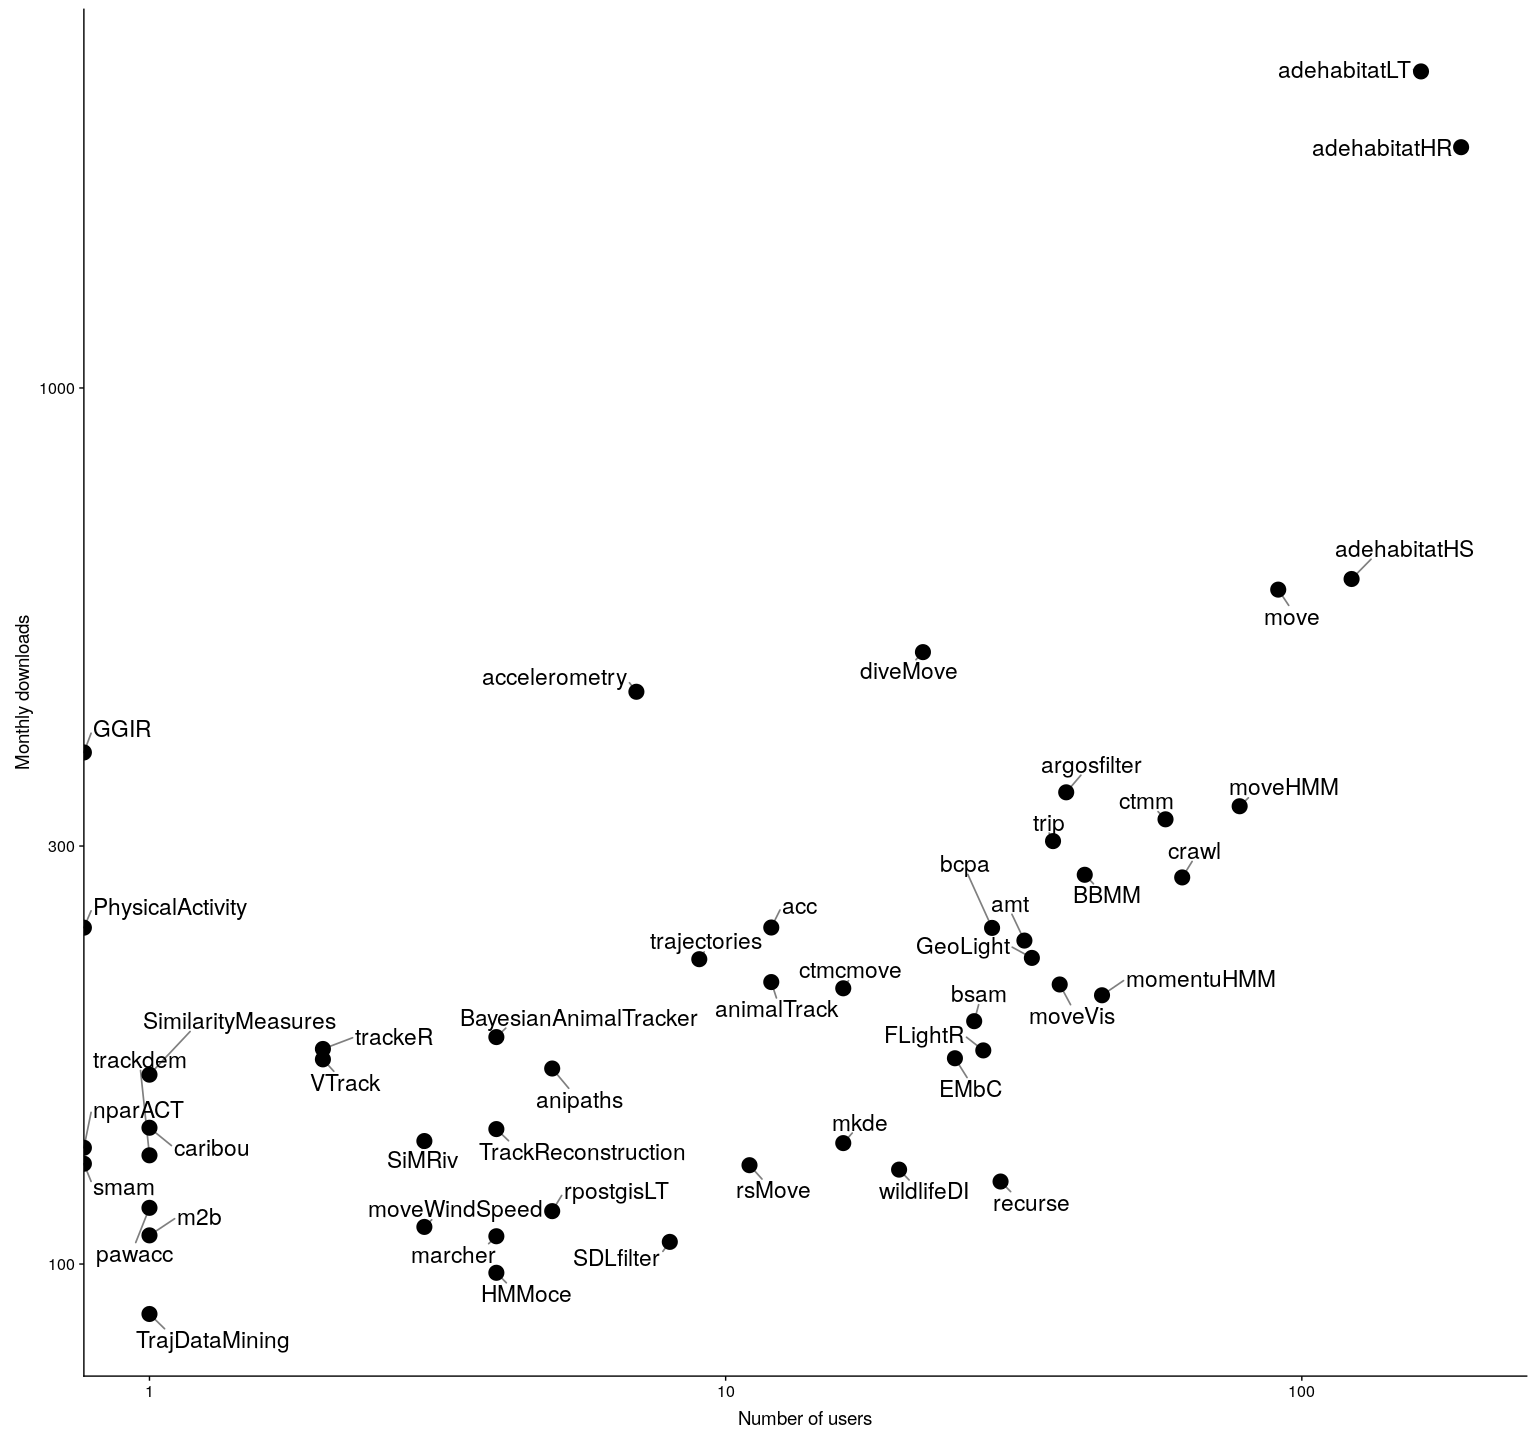 adehabitatLT
adehabitatHR
1000
adehabitatHS
move
diveMove
accelerometry
GGIR
argosfilter
moveHMM
ctmm
trip
300
crawl
bcpa
BBMM
amt
acc
PhysicalActivity
trajectories
GeoLight
ctmcmove
momentuHMM
bsam
animalTrack
moveVis
BayesianAnimalTracker
SimilarityMeasures
FLightR
trackeR
trackdem
VTrack
EMbC
anipaths
nparACT
mkde
caribou
TrackReconstruction
SiMRiv
smam
rsMove
rpostgisLT
wildlifeDI
recurse
moveWindSpeed
m2b
pawacc
marcher
SDLfilter
100
HMMoce
TrajDataMining
1
10
100
Number of users
Monthly downloads